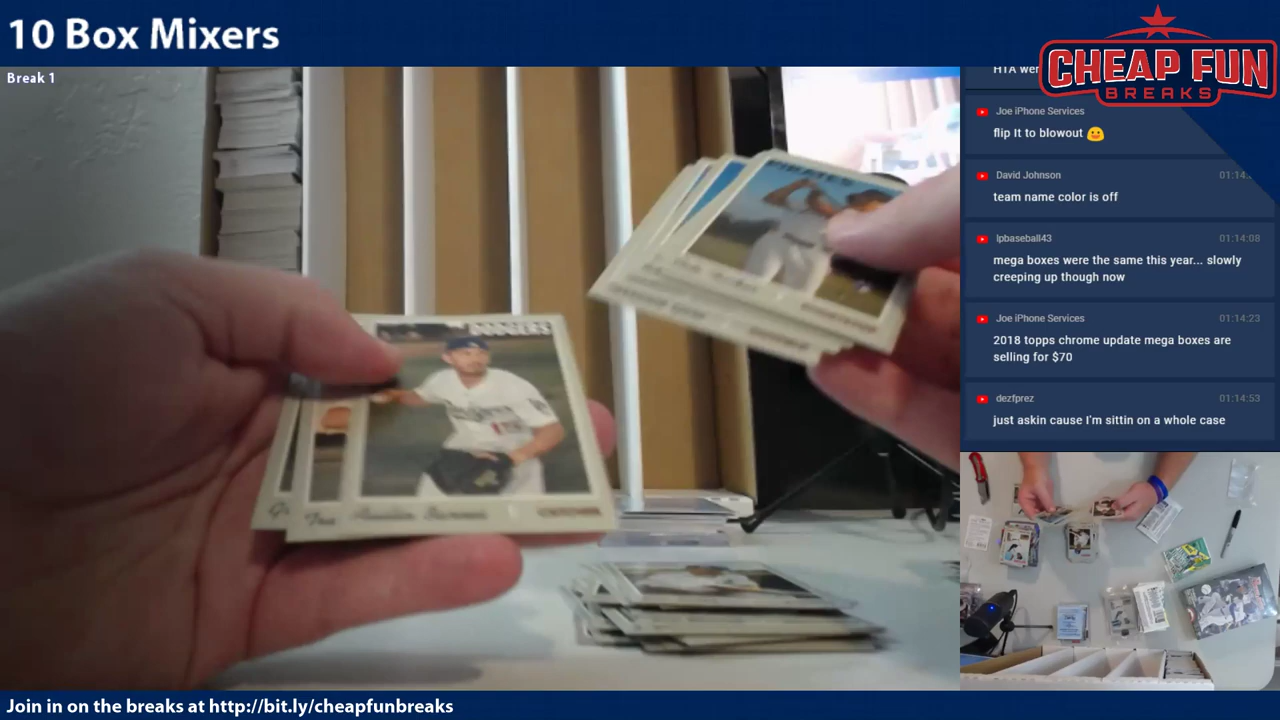 10 Box Mixers
Break 1
CHEAP FUN
BREAKS
HTA wer
Joe iPhone Services
flip It to blowout
David Johnson
team name color is off
lpbaseball43
01:14:08
mega boxes were the same this year... slowly
creeping up though now
Joe iPhone Services
01:14:23
2018 topps chrome update mega boxes are
selling for $70
dezfprez
01:14:53
just askin cause I'm sittin on a whole case
PIRATES
DODGERS
Join in on the breaks at http://bit.ly/cheapfunbreaks